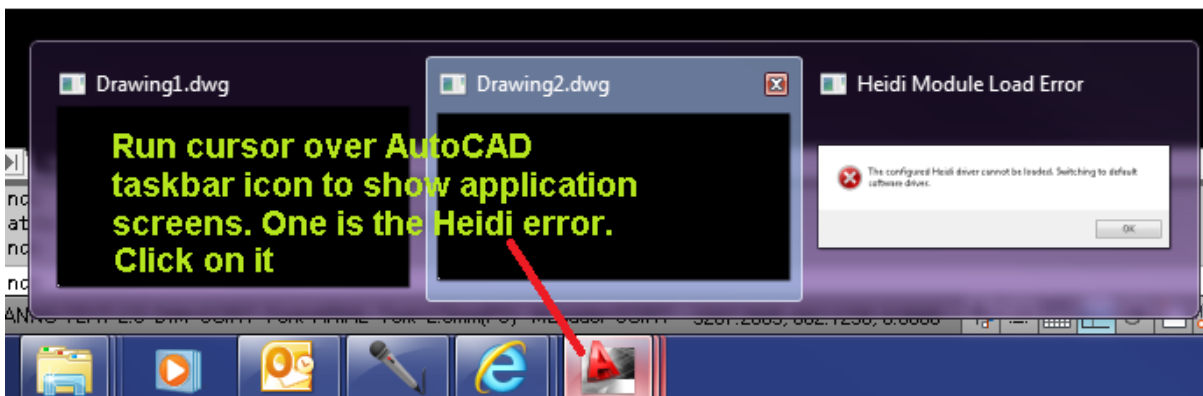 Drawing1.dwg
Drawing2.dwg
Heidi Module Load Error
Run cursor over AutoCAD
taskbar icon to show application
screens. One is the Heidi error.
Click on it
The configured Heidi driver cannot be loaded. Switching to default
software driver.
OK